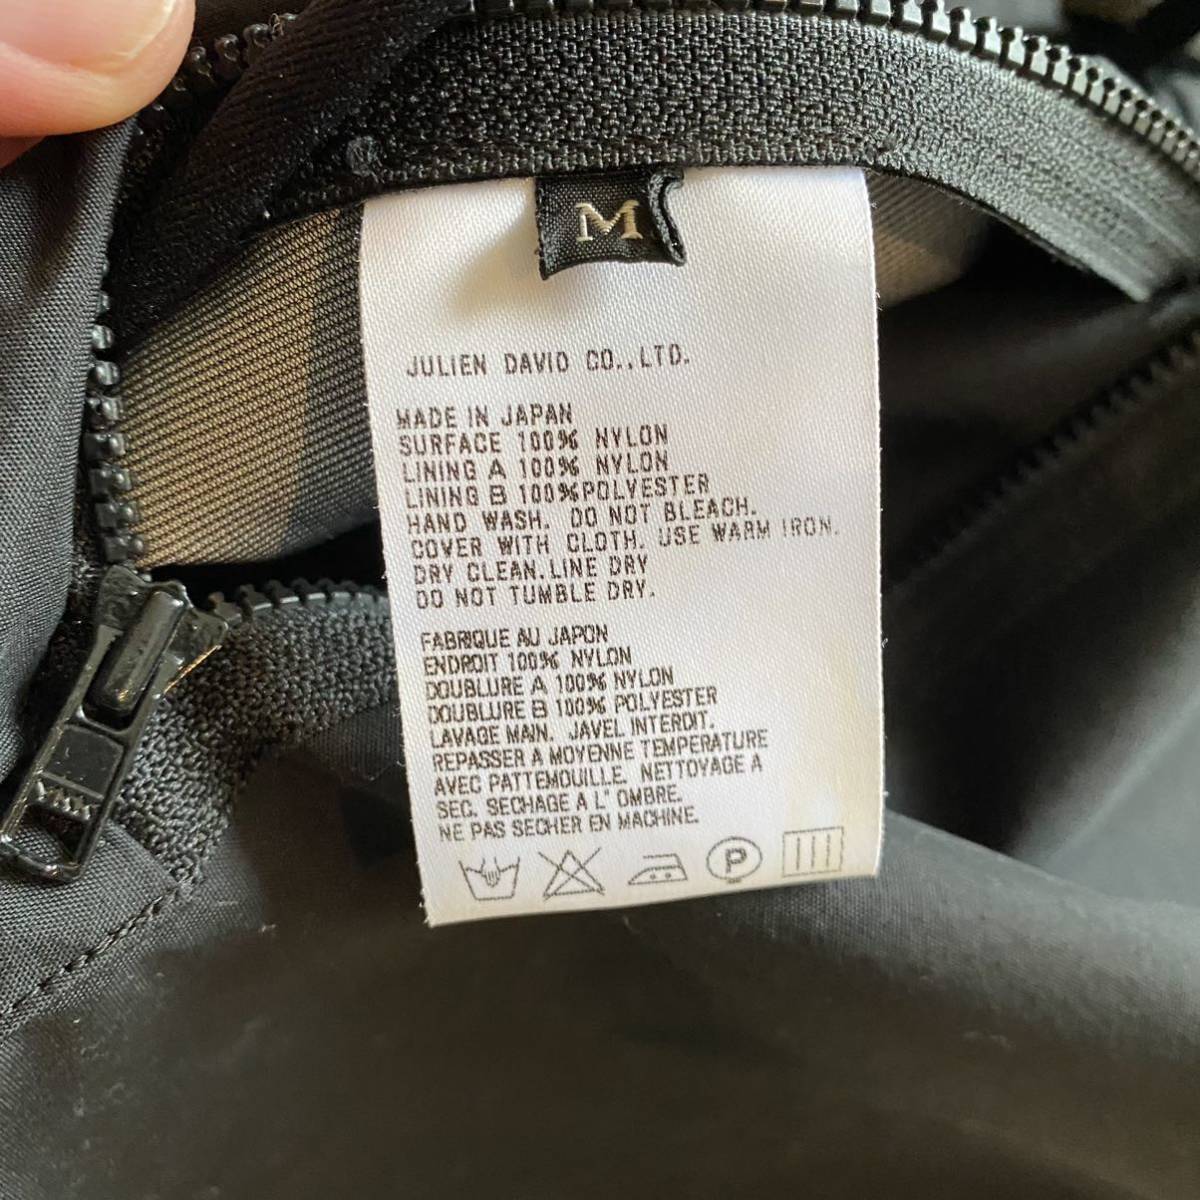 M
JULIEN DAVID CO.,LTD.
MADE IN JAPAN
SURFACE 100% NYLON
LINING A 100% NYLON
LINING B 100%POLYESTER
HAND WASH. DO NOT BLEACH.
COVER WITH CLOTH. USE WARM IRON.
DRY CLEAN.LINE DRY
DO NOT TUMBLE DRY.
FABRIQUE AU JAPON
ENDROIT 100% NYLON
DOUBLURE A 100% NYLON
DOUBLURE B 100% POLYESTER
LAVAGE MAIN. JAVEL INTERDIT.
REPASSER A MOYENNE TEMPERATURE
AVEC PATTEMOUILLE. NETTOYAGE A
SEC. SECHAGE A L' OMBRE.
NE PAS SECHER EN MACHINE.
P